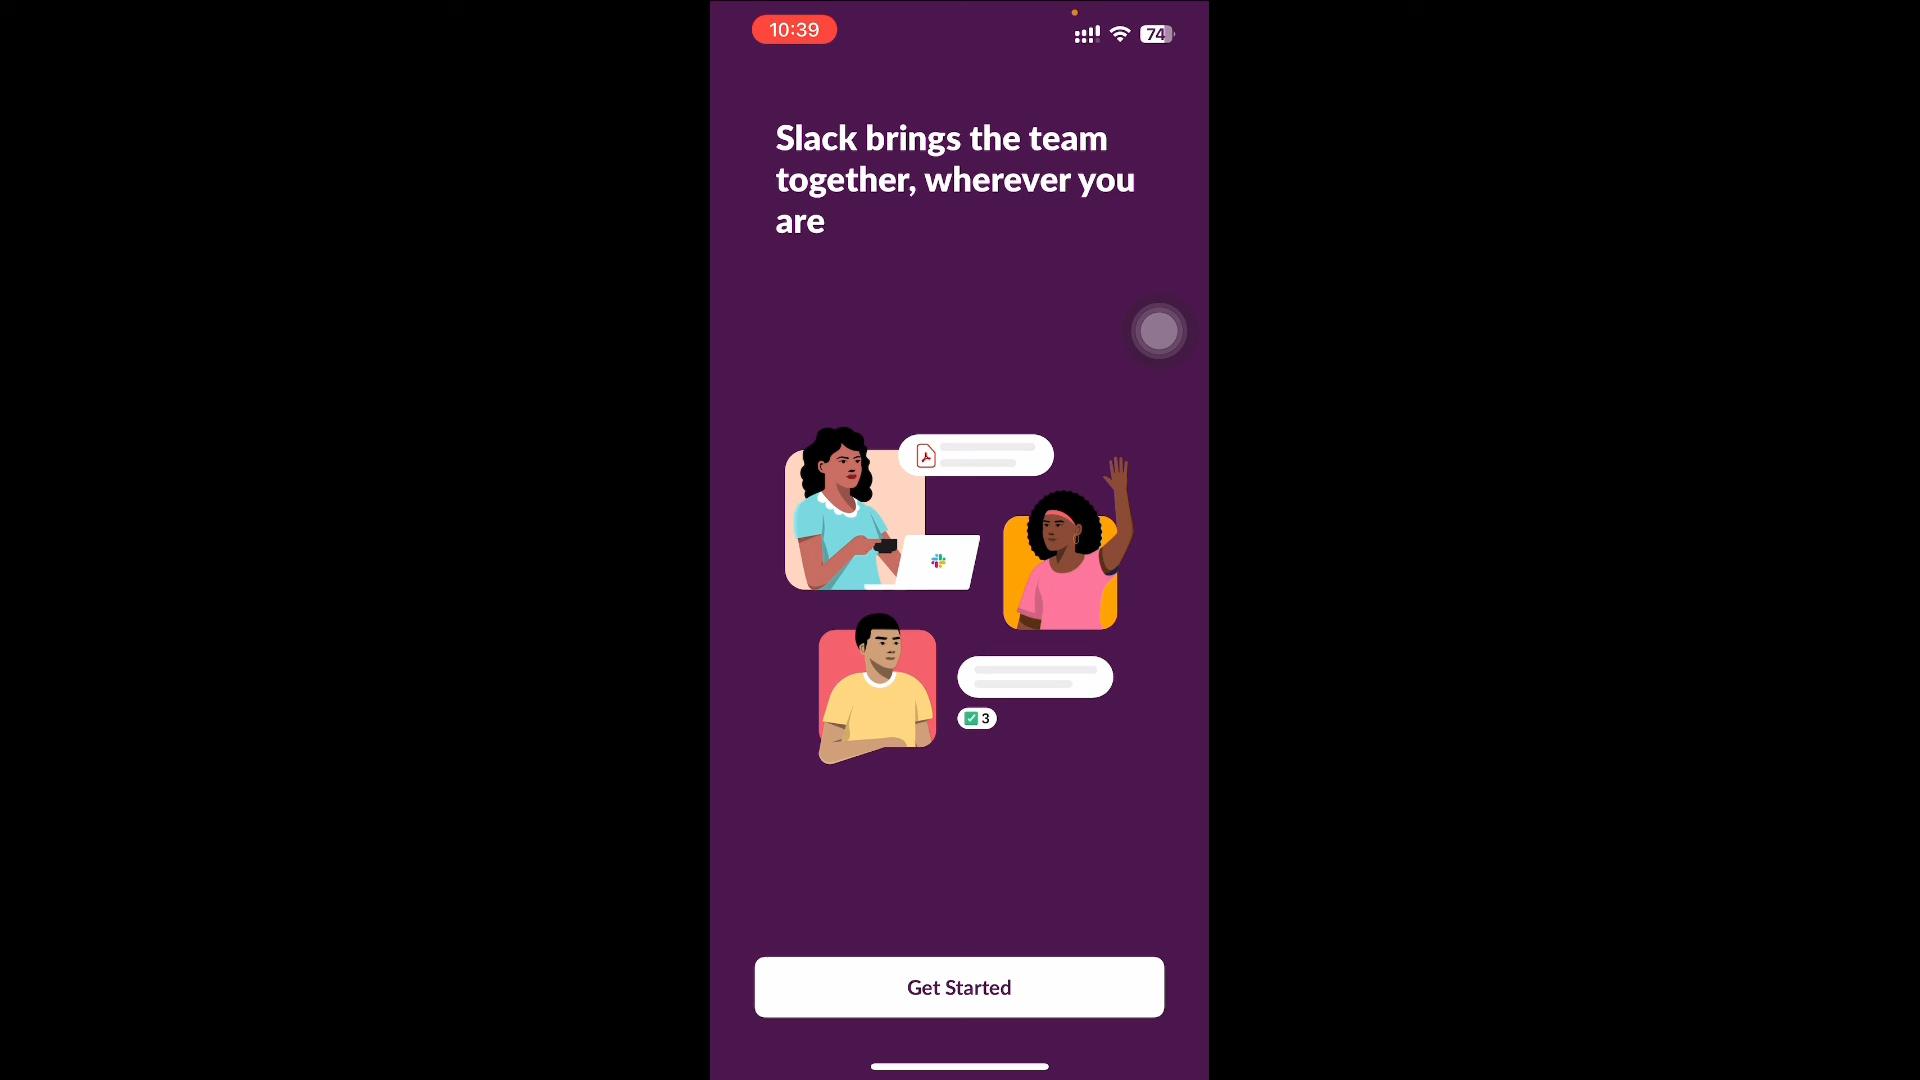 10:39
74
Slack brings the team
together, wherever you
are
3
Get Started